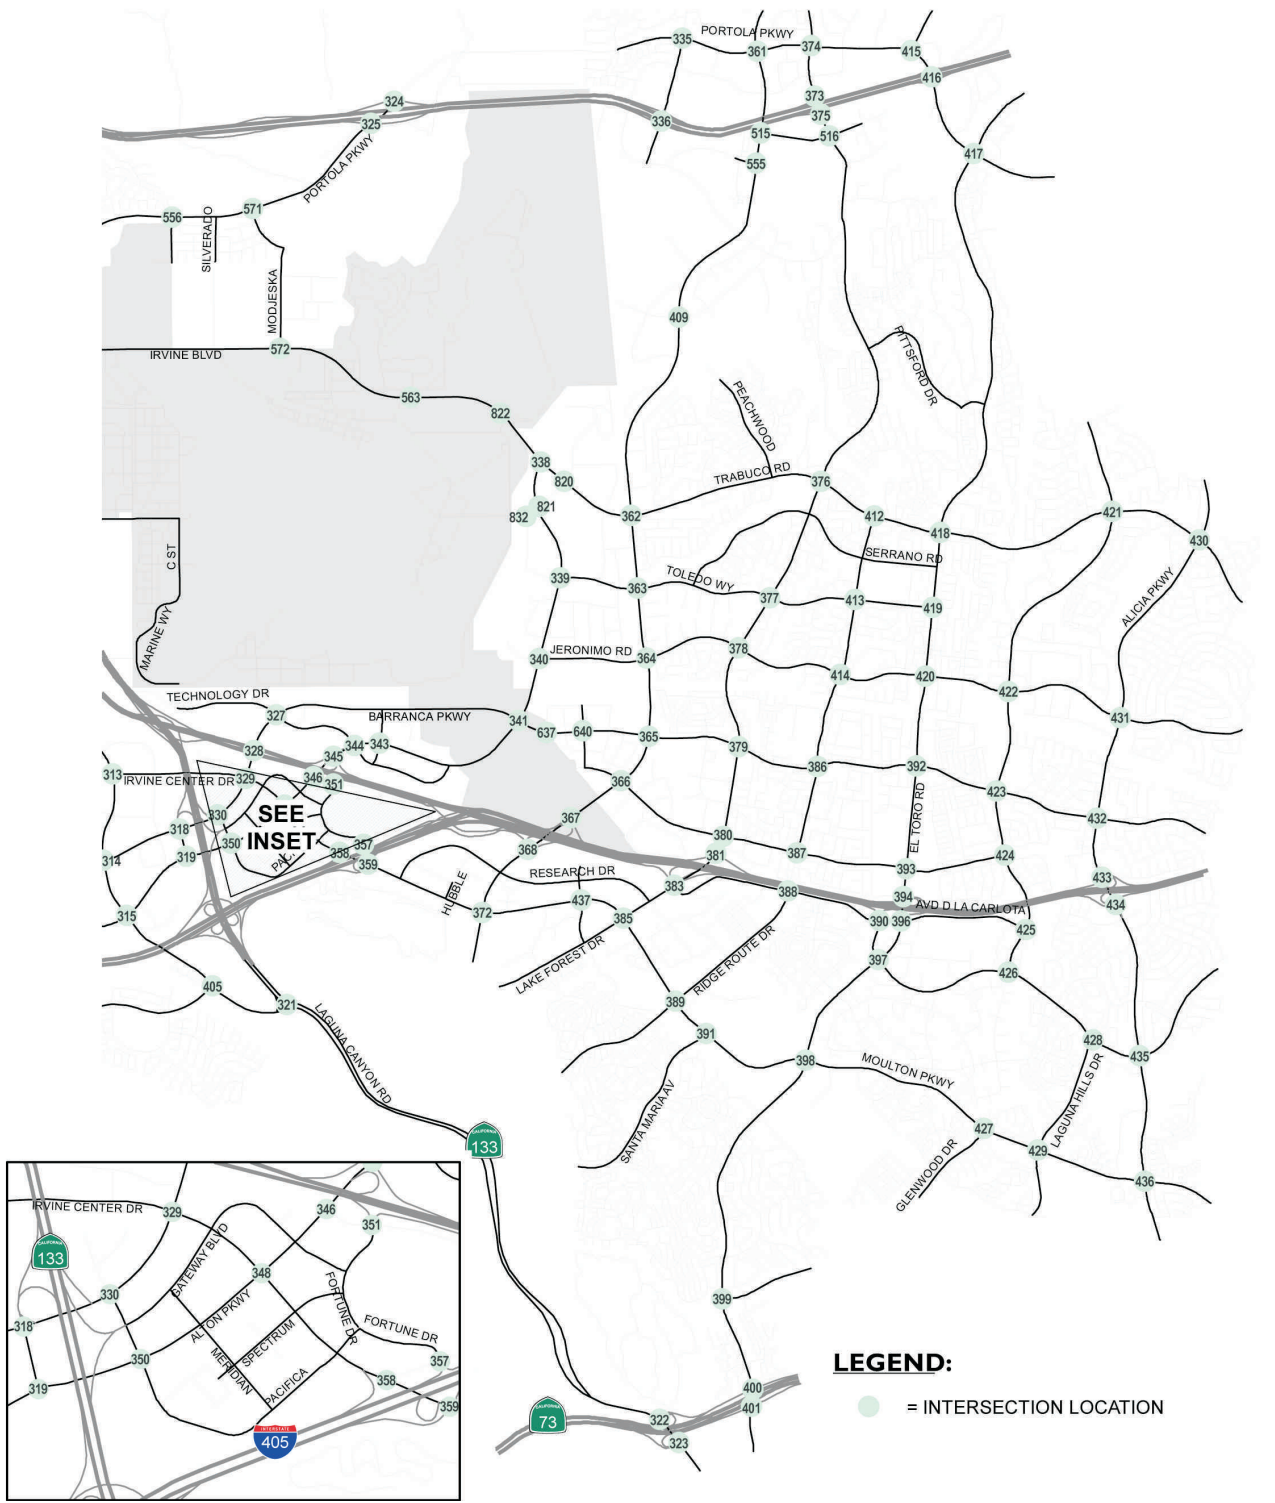 PORTOLA PKWY
335
361
374
415
416
324
325
336
373
375
515
516
417
555
PORTOLA PKWY
556
571
SILVERADO
MODJESKA
409
IRVINE BLVD
572
PITTSFORD DR
563
822
PEACHWOOD
338
820
TRABUCO RD
376
821
832
362
412
418
421
430
SERRANO RD
C ST
339
363
TOLEDO WY
377
413
419
ALICIA PKWY
MARINE WY
340
JERONIMO RD
364
378
414
420
422
TECHNOLOGY DR
327
BARRANCA PKWY
341
637
640
365
379
431
328
345
344
343
313
IRVINE CENTER DR
329
346
351
366
386
392
423
330
SEE
INSET
318
350
PAC
357
358
359
319
314
367
368
380
381
387
EL TORO RD
432
393
424
433
434
HUBBLE
RESEARCH DR
383
388
394
AVD D LA CARLOTA
315
372
437
385
390
396
425
LAKE FOREST DR
RIDGE ROUTE DR
397
426
405
321
389
LAGUNA CANYON RD
391
398
MOULTON PKWY
428
435
SANTA MARIA AV
LAGUNA HILLS DR
427
429
GLENWOOD DR
436
CALIFORNIA
133
IRVINE CENTER DR
329
346
351
CALIFORNIA
133
GATEWAY BLVD
348
330
FORTUNE DR
318
ALTON PKWY
SPECTRUM
FORTUNE DR
350
MERIDIAN
357
319
PACIFICA
358
359
INTERSTATE
405
399
400
401
CALIFORNIA
73
322
323
LEGEND:
= INTERSECTION LOCATION